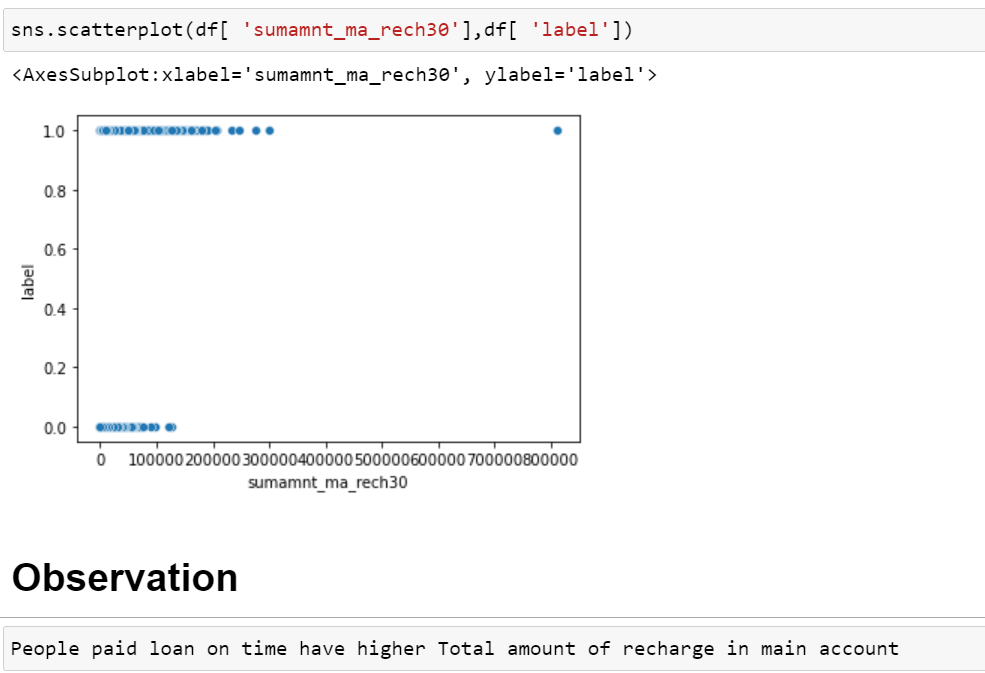 sns.scatterplot(df[ 'sumamnt_ma_rech30'],df[ 'label'])
<AxesSubplot:xlabel='sumamnt_ma_rech30', ylabel='label'>
1.0
0.8
0.6
0.4
0.2
0.0
label
0 100000 200000 300000 400000 500000 600000 700000 800000
sumamnt_ma_rech30
Observation
People paid loan on time have higher Total amount of recharge in main account